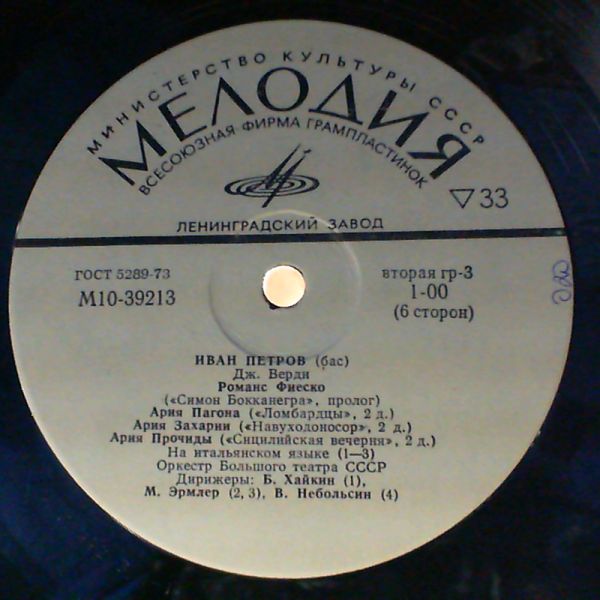 МИНИСТЕРСТВО КУЛЬТУРЫ СССР
МЕЛОДИЯ
ВСЕСОЮЗНАЯ ФИРМА ГРАМПЛАСТИНОК
▽33
ЛЕНИНГРАДСКИЙ ЗАВОД
ГОСТ 5289-73
М10-39213
вторая гр-3
1-00
(6 сторон)
ИВАН ПЕТРОВ (бас)
Дж. Верди
Романс Фиеско
(«Симон Бокканегра», пролог)
Ария Пагона («Ломбардцы», 2 д.)
Ария Захарии («Навуходоносор», 2 д.)
Ария Прочиды («Сицилийская вечерня», 2 д.)
На итальянском языке (1—3)
Оркестр Большого театра СССР
Дирижеры: Б. Хайкин (1),
М. Эрмлер (2, 3), В. Небольсин (4)